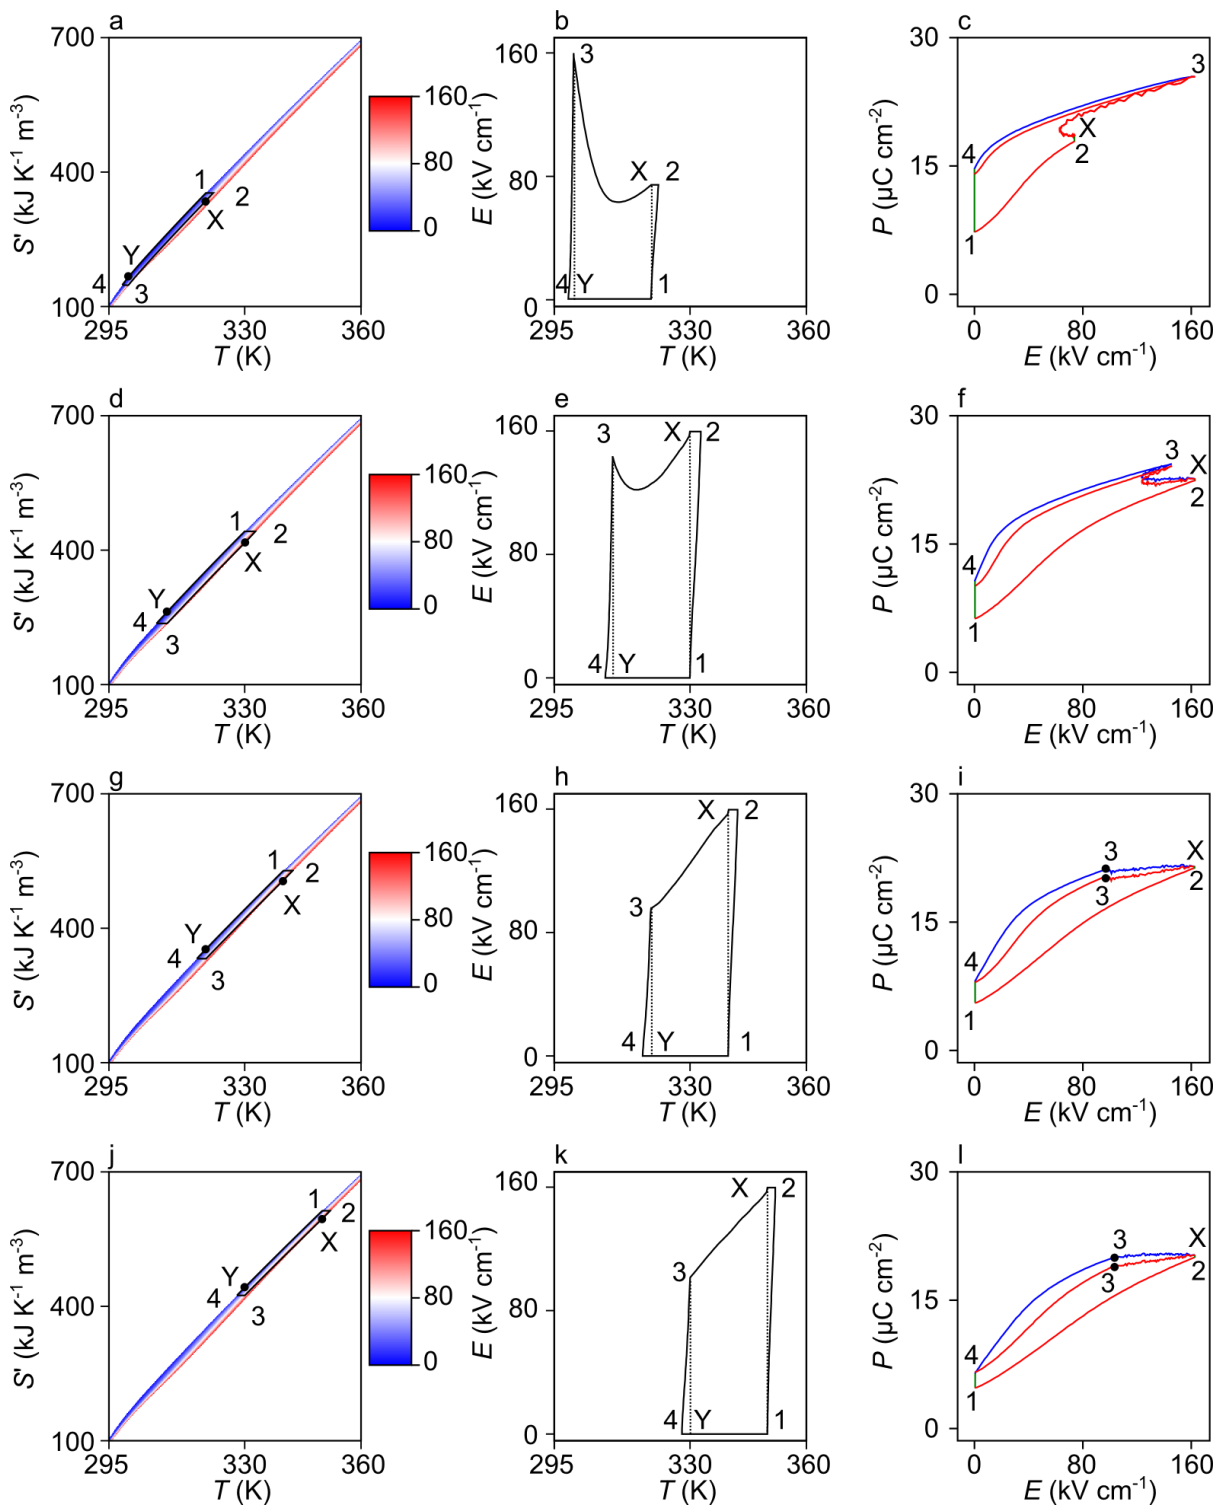 a
b
c
700
400
100
S' (kJ K⁻¹ m⁻³)
1
2
X
Y
4
3
295
330
360
T (K)
160
80
0
E (kV cm⁻¹)
160
80
0
3
X
2
4
Y
1
295
330
360
T (K)
30
15
0
P (μC cm⁻²)
3
X
2
4
1
0
80
160
E (kV cm⁻¹)
d
e
f
700
400
100
S' (kJ K⁻¹ m⁻³)
1
2
X
Y
4
3
295
330
360
T (K)
160
80
0
E (kV cm⁻¹)
160
80
0
3
X
2
4
Y
1
295
330
360
T (K)
30
15
0
P (μC cm⁻²)
3
X
2
4
1
0
80
160
E (kV cm⁻¹)
g
h
i
700
400
100
S' (kJ K⁻¹ m⁻³)
1
2
X
Y
4
3
295
330
360
T (K)
160
80
0
E (kV cm⁻¹)
160
80
0
X
2
3
4
Y
1
295
330
360
T (K)
30
15
0
P (μC cm⁻²)
3
X
3
2
4
1
0
80
160
E (kV cm⁻¹)
j
k
l
700
400
100
S' (kJ K⁻¹ m⁻³)
1
2
X
Y
4
3
295
330
360
T (K)
160
80
0
E (kV cm⁻¹)
160
80
0
X
2
3
4
Y
1
295
330
360
T (K)
30
15
0
P (μC cm⁻²)
3
X
3
2
4
1
0
80
160
E (kV cm⁻¹)